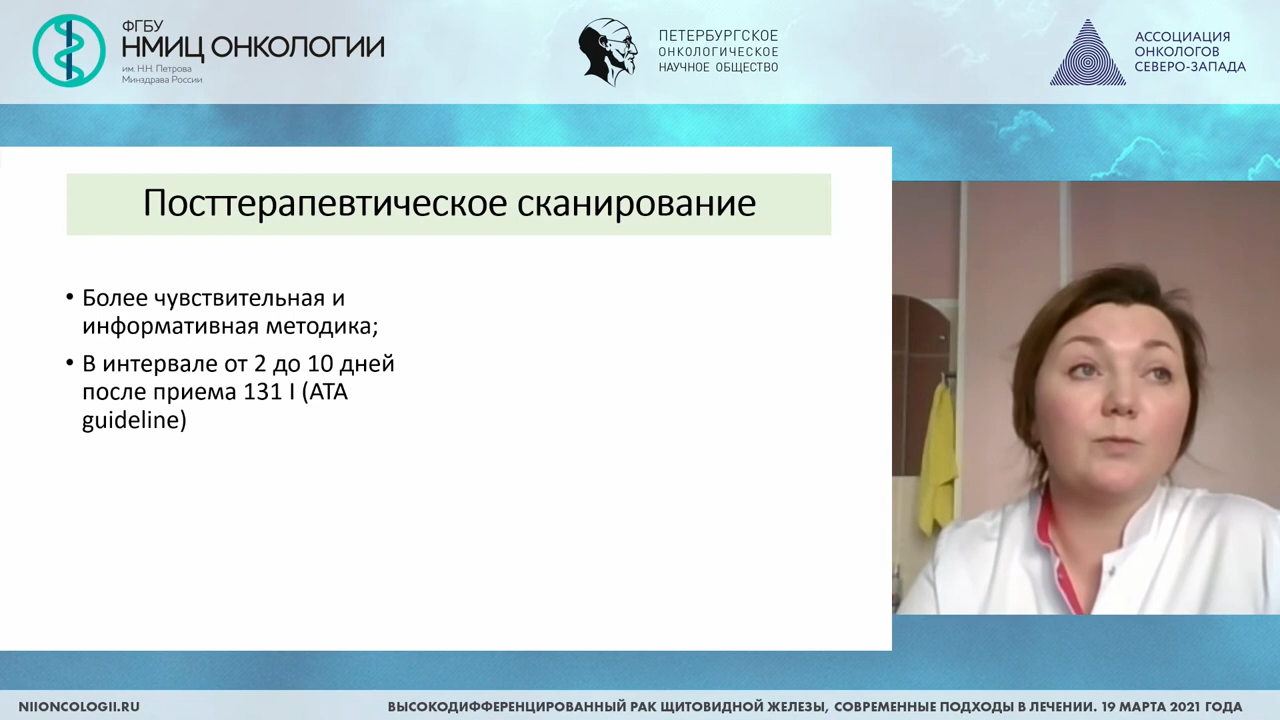 ФГБУ
НМИЦ ОНКОЛОГИИ
им. Н.Н. Петрова
Минздрава России
ПЕТЕРБУРГСКОЕ
ОНКОЛОГИЧЕСКОЕ
НАУЧНОЕ ОБЩЕСТВО
АССОЦИАЦИЯ
ОНКОЛОГОВ
СЕВЕРО-ЗАПАДА
Посттерапевтическое сканирование
• Более чувствительная и
информативная методика;
• В интервале от 2 до 10 дней
после приема 131 I (ATA
guideline)
NIIONCOLOGII.RU
ВЫСОКОДИФФЕРЕНЦИРОВАННЫЙ РАК ЩИТОВИДНОЙ ЖЕЛЕЗЫ, СОВРЕМЕННЫЕ ПОДХОДЫ В ЛЕЧЕНИИ. 19 МАРТА 2021 ГОДА